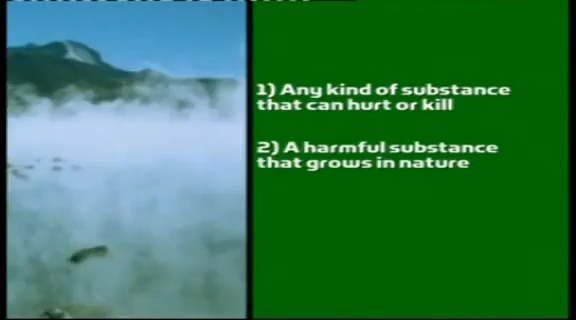 1) Any kind of substance
that can hurt or kill
2) A harmful substance
that grows in nature